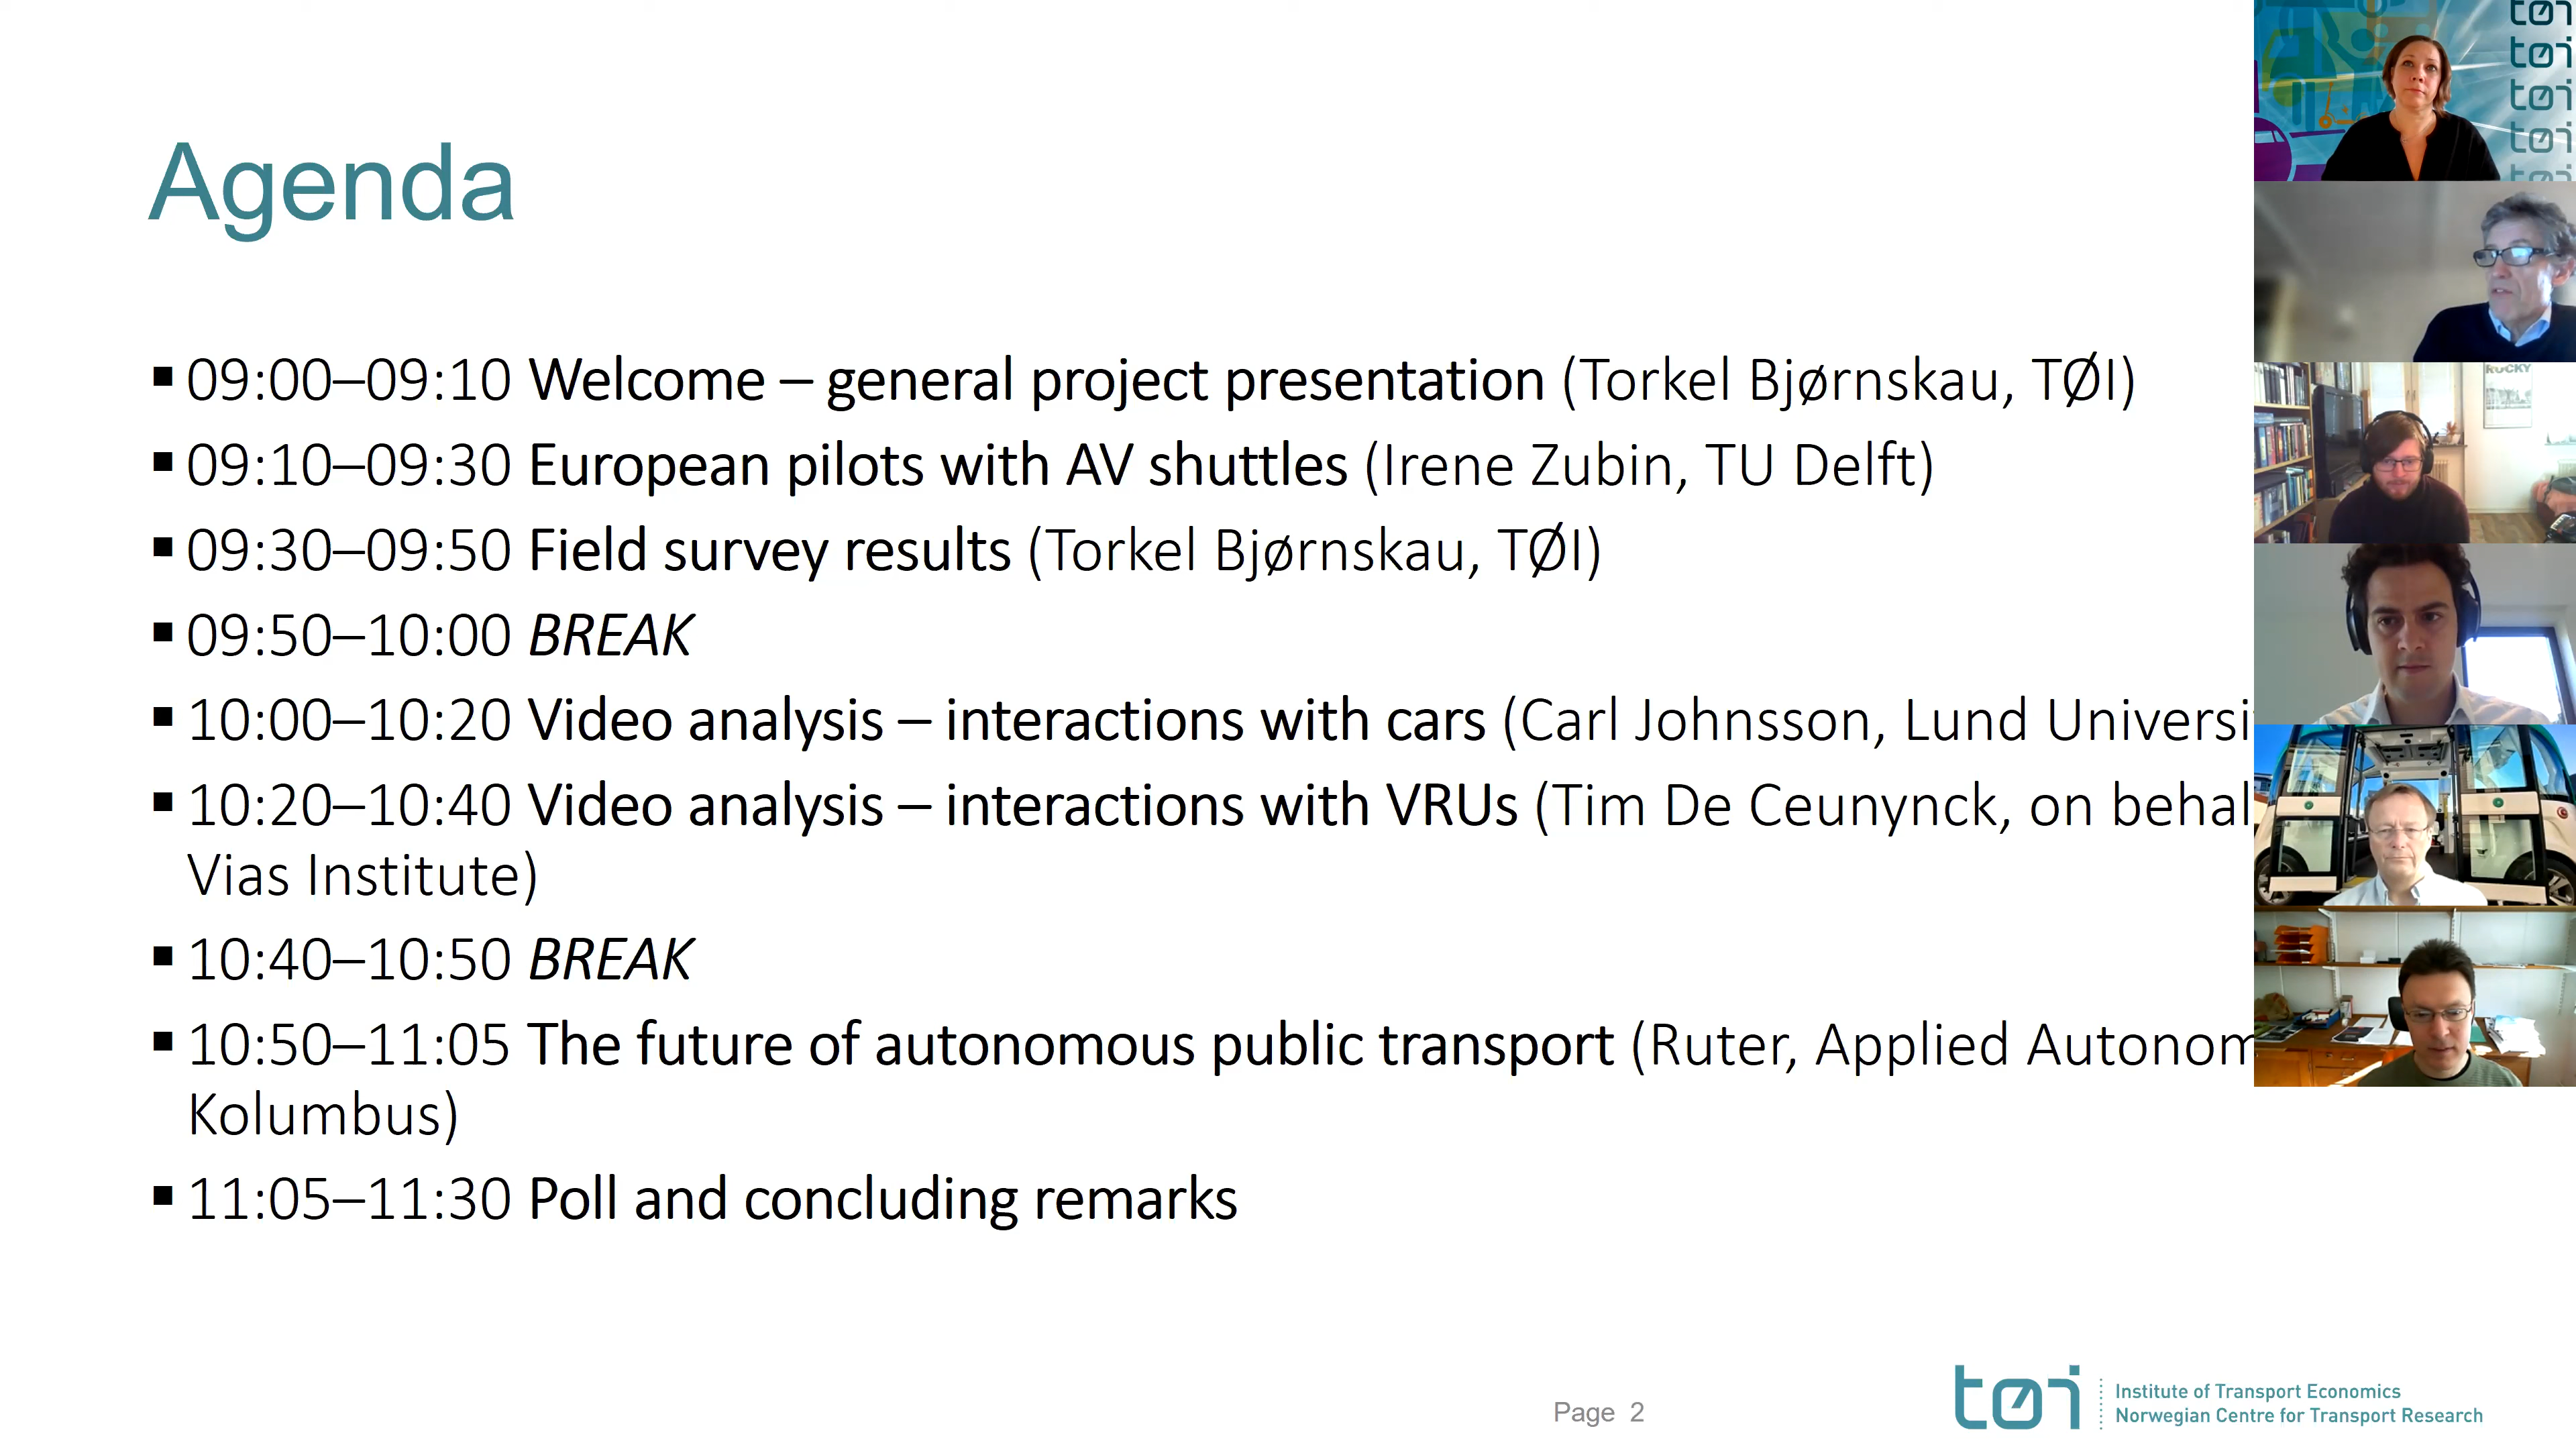 Agenda
▪ 09:00–09:10 Welcome – general project presentation (Torkel Bjørnskau, TØI)
▪ 09:10–09:30 European pilots with AV shuttles (Irene Zubin, TU Delft)
▪ 09:30–09:50 Field survey results (Torkel Bjørnskau, TØI)
▪ 09:50–10:00 BREAK
▪ 10:00–10:20 Video analysis – interactions with cars (Carl Johnsson, Lund
▪ 10:20–10:40 Video analysis – interactions with VRUs (Tim De Ceunynck, on
Vias Institute)
▪ 10:40–10:50 BREAK
▪ 10:50–11:05 The future of autonomous public transport (Ruter, Applied
Kolumbus)
▪ 11:05–11:30 Poll and concluding remarks
Page 2
tøi
Institute of Transport Economics
Norwegian Centre for Transport Research
tøi
tøi
tøi
tøi
ROCKY